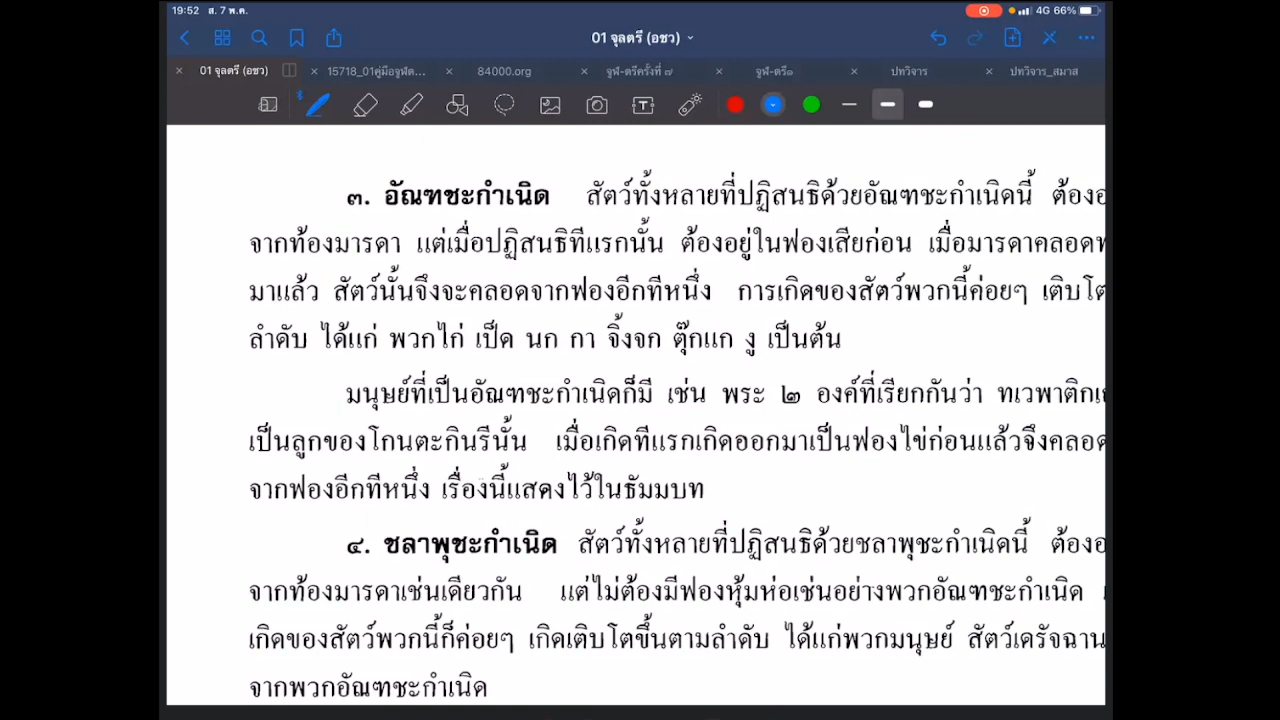 19:52 ส. 7 พ.ค.
4G 66%
01 จุลตรี (อชว)
01 จุลตรี (อชว)
15718_01คู่มือจูฬต...
84000.org
จูฬ-ตรีครั้งที่ ๗
จูฬ-ตรี๑
ปทวิจาร
ปทวิจาร_สมาส
๓. อัณฑชะกำเนิด สัตว์ทั้งหลายที่ปฏิสนธิด้วยอัณฑชะกำเนิดนี้
จากท้องมารดา แต่เมื่อปฏิสนธิทีแรกนั้น ต้องอยู่ในฟองเสียก่อน เมื่อมารดาคลอด
มาแล้ว สัตว์นั้นจึงจะคลอดจากฟองอีกทีหนึ่ง การเกิดของสัตว์พวกนี้ค่อยๆ เติบโต
ลำดับ ได้แก่ พวกไก่ เป็ด นก กา จิ้งจก ตุ๊กแก งู เป็นต้น
มนุษย์ที่เป็นอัณฑชะกำเนิดก็มี เช่น พระ ๒ องค์ที่เรียกกันว่า
เป็นลูกของโกนตะกินรีนั้น เมื่อเกิดทีแรกเกิดออกมาเป็นฟองไข่ก่อนแล้วจึงคลอด
จากฟองอีกทีหนึ่ง เรื่องนี้แสดงไว้ในธัมมบท
๔. ชลาพุชะกำเนิด สัตว์ทั้งหลายที่ปฏิสนธิด้วยชลาพุชะกำเนิดนี้
จากท้องมารดาเช่นเดียวกัน แต่ไม่ต้องมีฟองหุ้มห่อเช่นอย่างพวกอัณฑชะกำเนิด
เกิดของสัตว์พวกนี้ก็ค่อยๆ เกิดเติบโตขึ้นตามลำดับ ได้แก่พวกมนุษย์ สัตว์เดรัจฉาน
จากพวกอัณฑชะกำเนิด